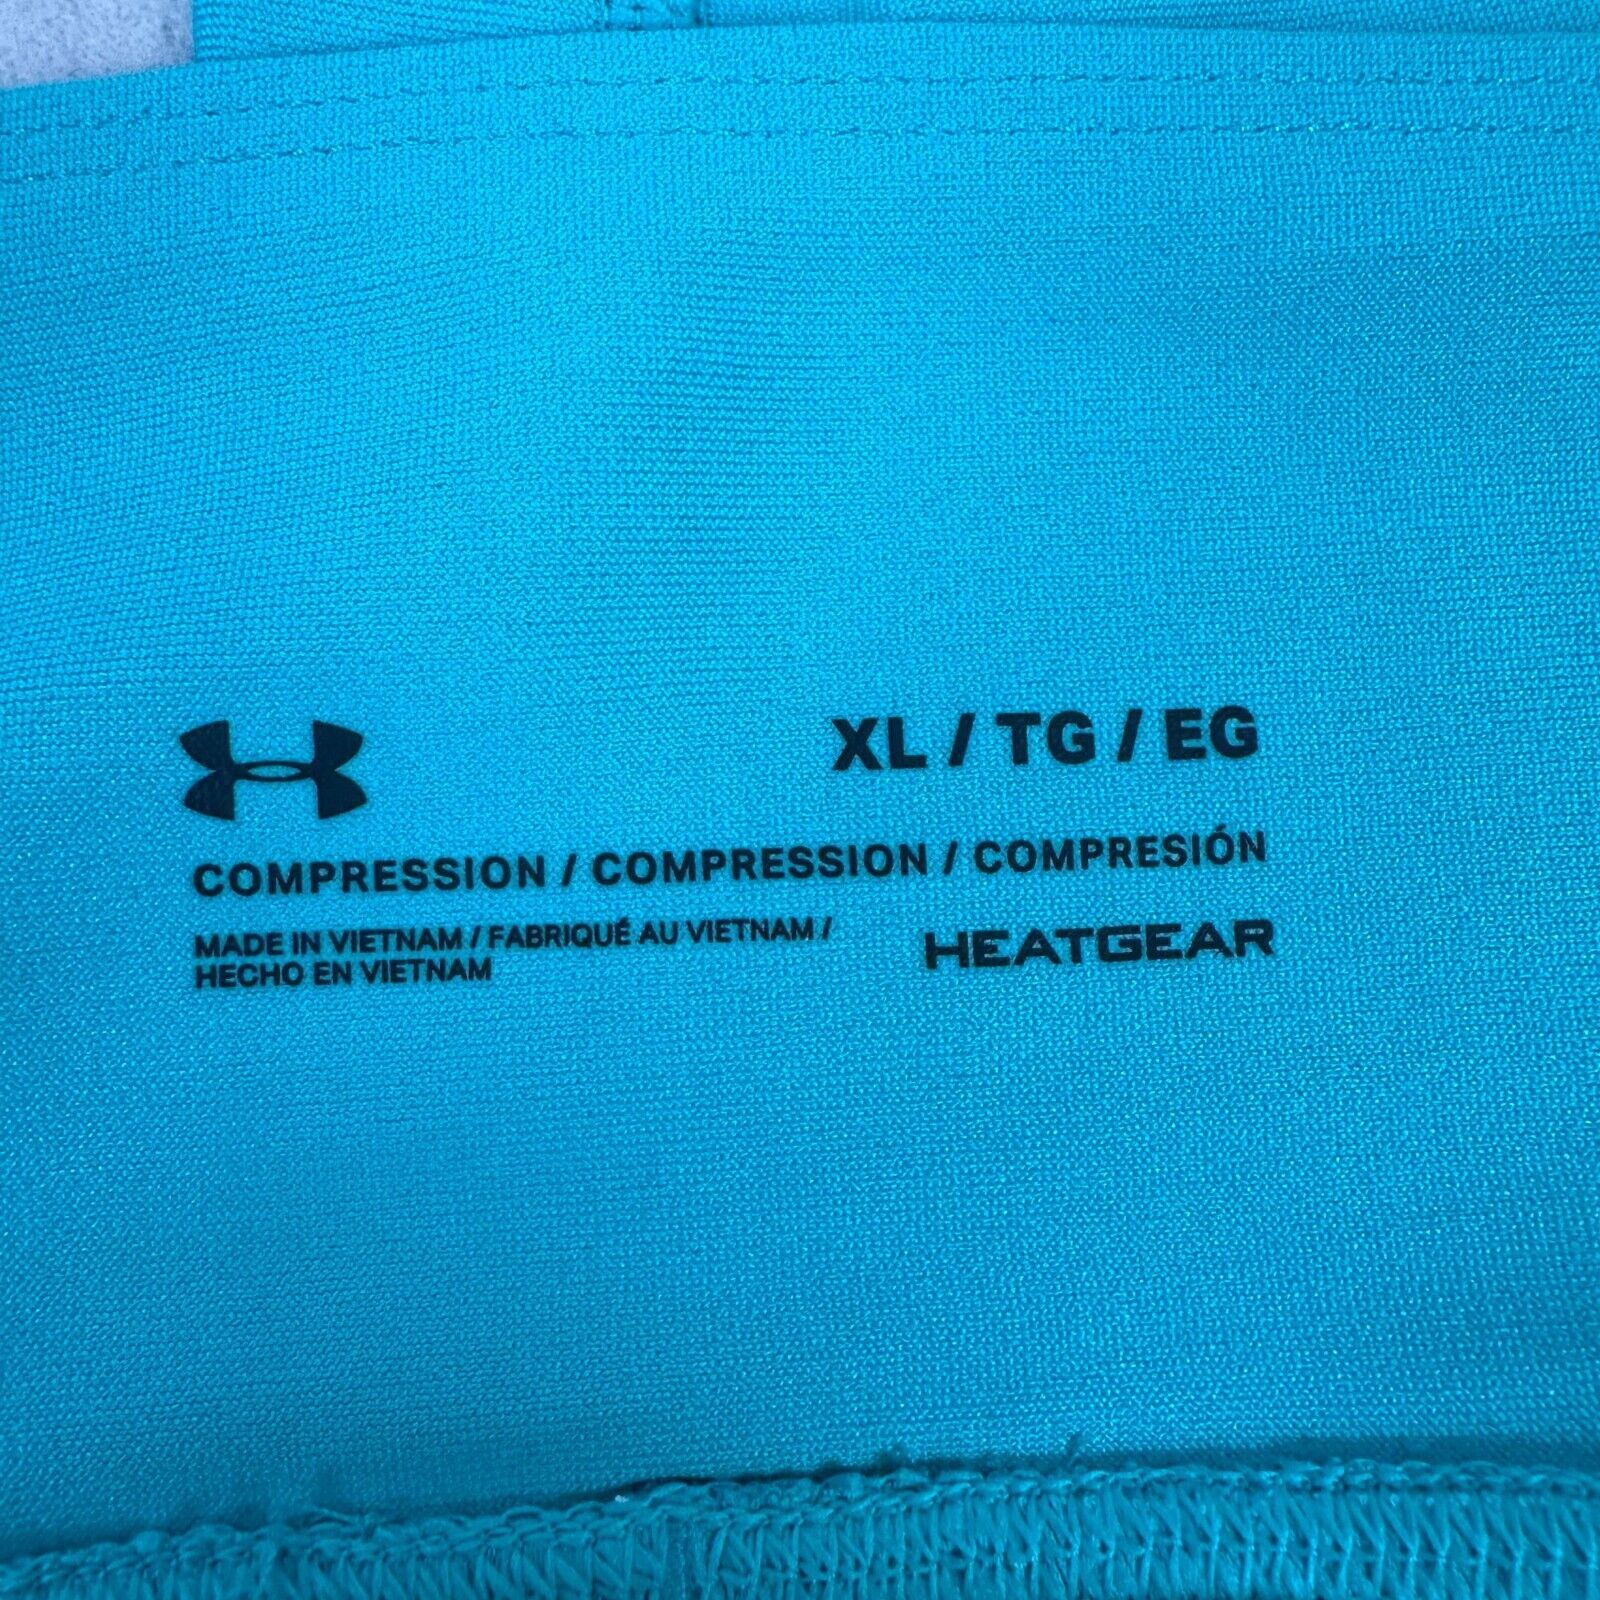 XL / TG / EG
COMPRESSION / COMPRESSION / COMPRESIÓN
MADE IN VIETNAM / FABRIQUÉ AU VIETNAM /
HECHO EN VIETNAM
HEATGEAR